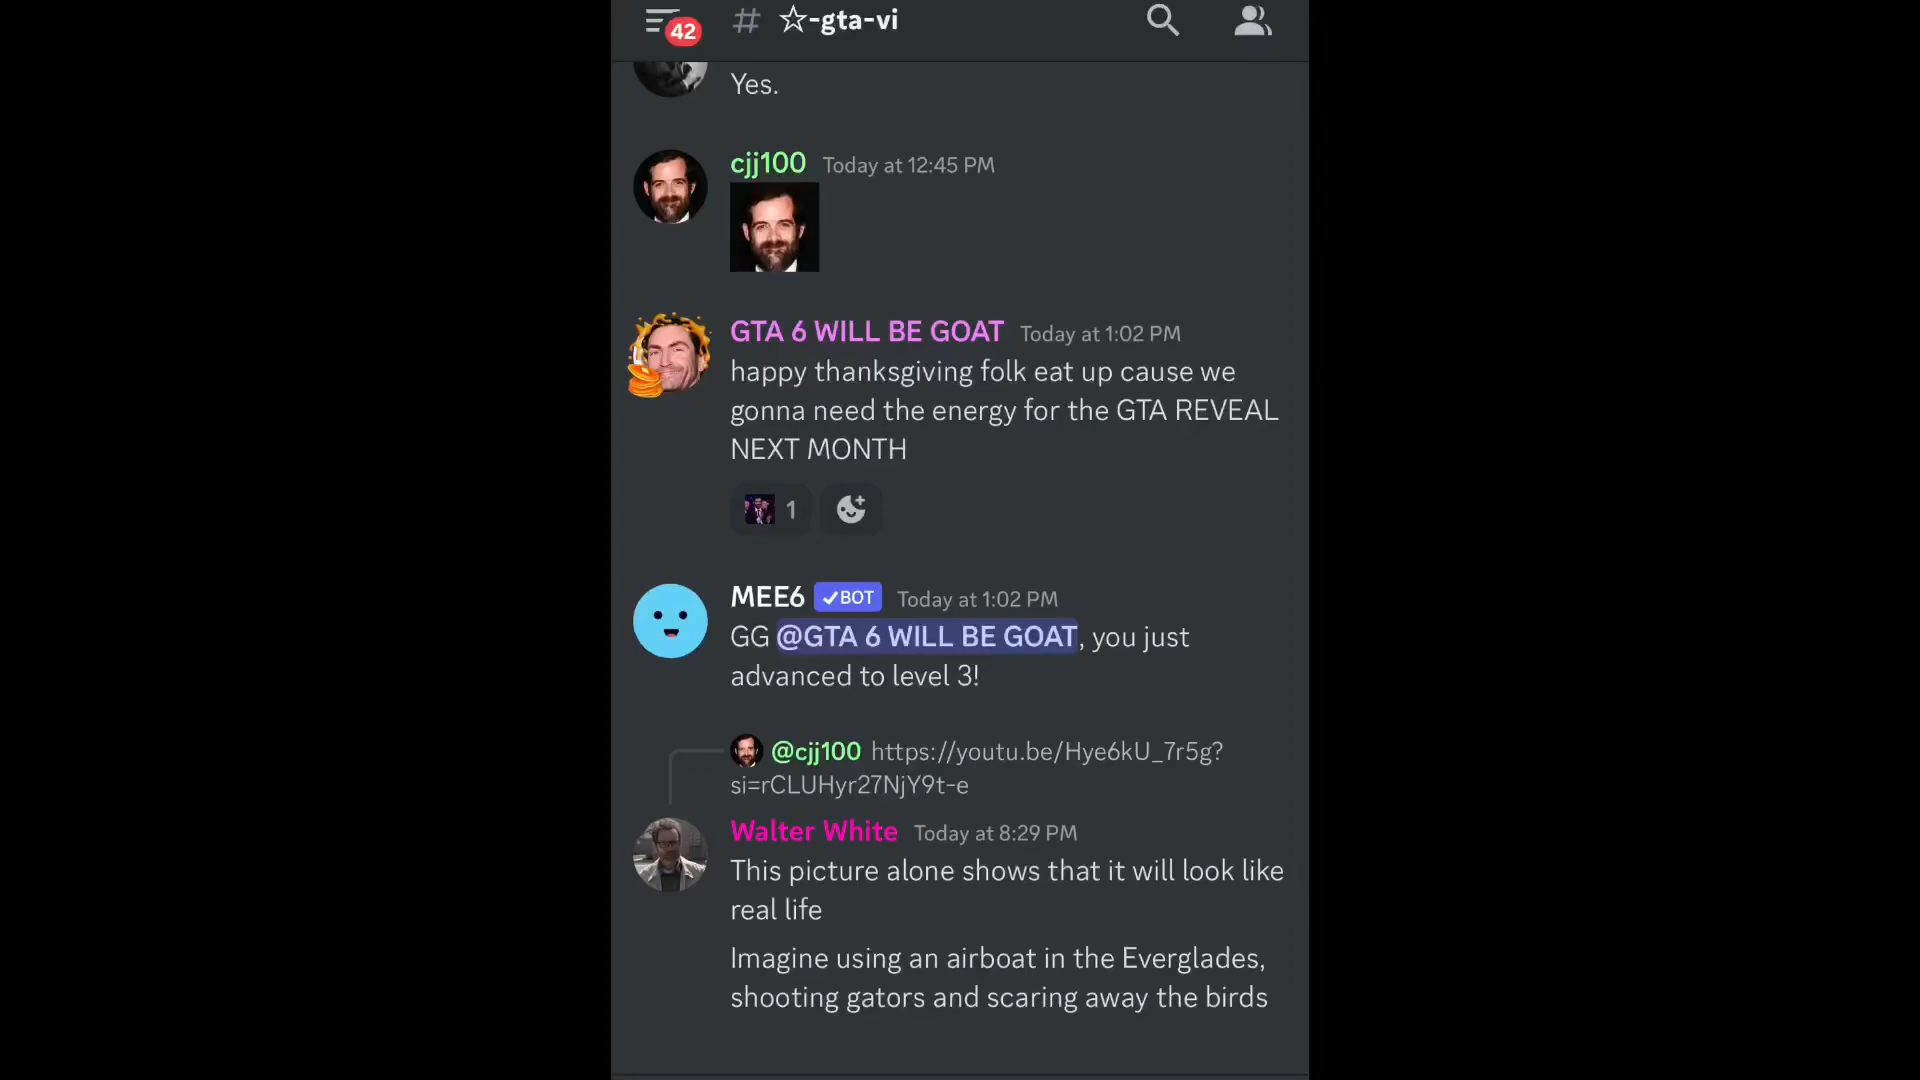 42
# ☆-gta-vi
Yes.
cjj100 Today at 12:45 PM
GTA 6 WILL BE GOAT Today at 1:02 PM
happy thanksgiving folk eat up cause we
gonna need the energy for the GTA REVEAL
NEXT MONTH
1
MEE6 ✓BOT Today at 1:02 PM
GG @GTA 6 WILL BE GOAT, you just
advanced to level 3!
@cjj100 https://youtu.be/Hye6kU_7r5g?
si=rCLUHyr27NjY9t-e
Walter White Today at 8:29 PM
This picture alone shows that it will look like
real life
Imagine using an airboat in the Everglades,
shooting gators and scaring away the birds